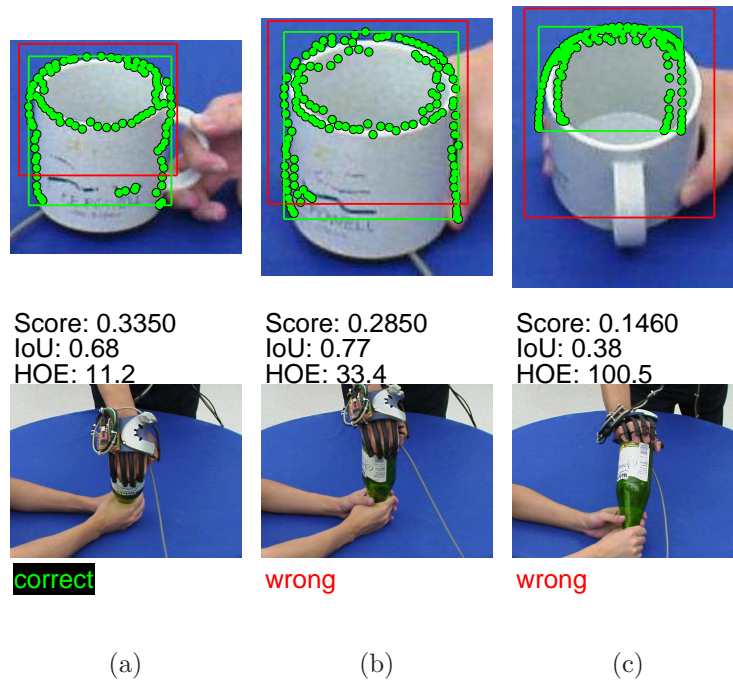 Score: 0.3350
IoU: 0.68
HOE: 11.2
Score: 0.2850
IoU: 0.77
HOE: 33.4
Score: 0.1460
IoU: 0.38
HOE: 100.5
correct
wrong
wrong
(a)
(b)
(c)